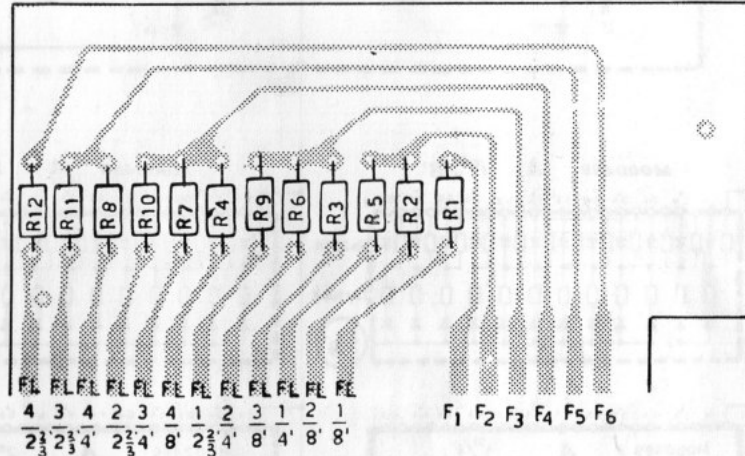 R12 R11 R8 R10 R7 R4 R9 R6 R3 R5 R2 R1
FL FL FL FL FL FL FL FL FL FL FL FL
4 3 4 2 3 4 1 2 3 1 2 1
2⅔' 2⅔' 4' 2⅔' 4' 8' 2⅔' 4' 8' 4' 8' 8'
F1 F2 F3 F4 F5 F6